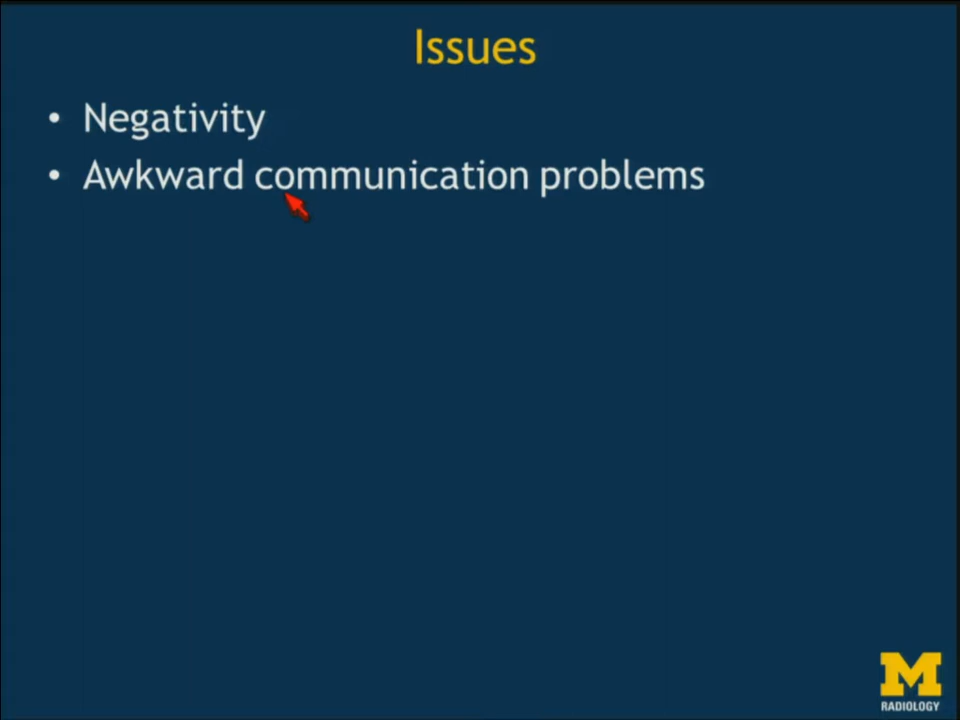 Issues
• Negativity
• Awkward communication problems
M
RADIOLOGY